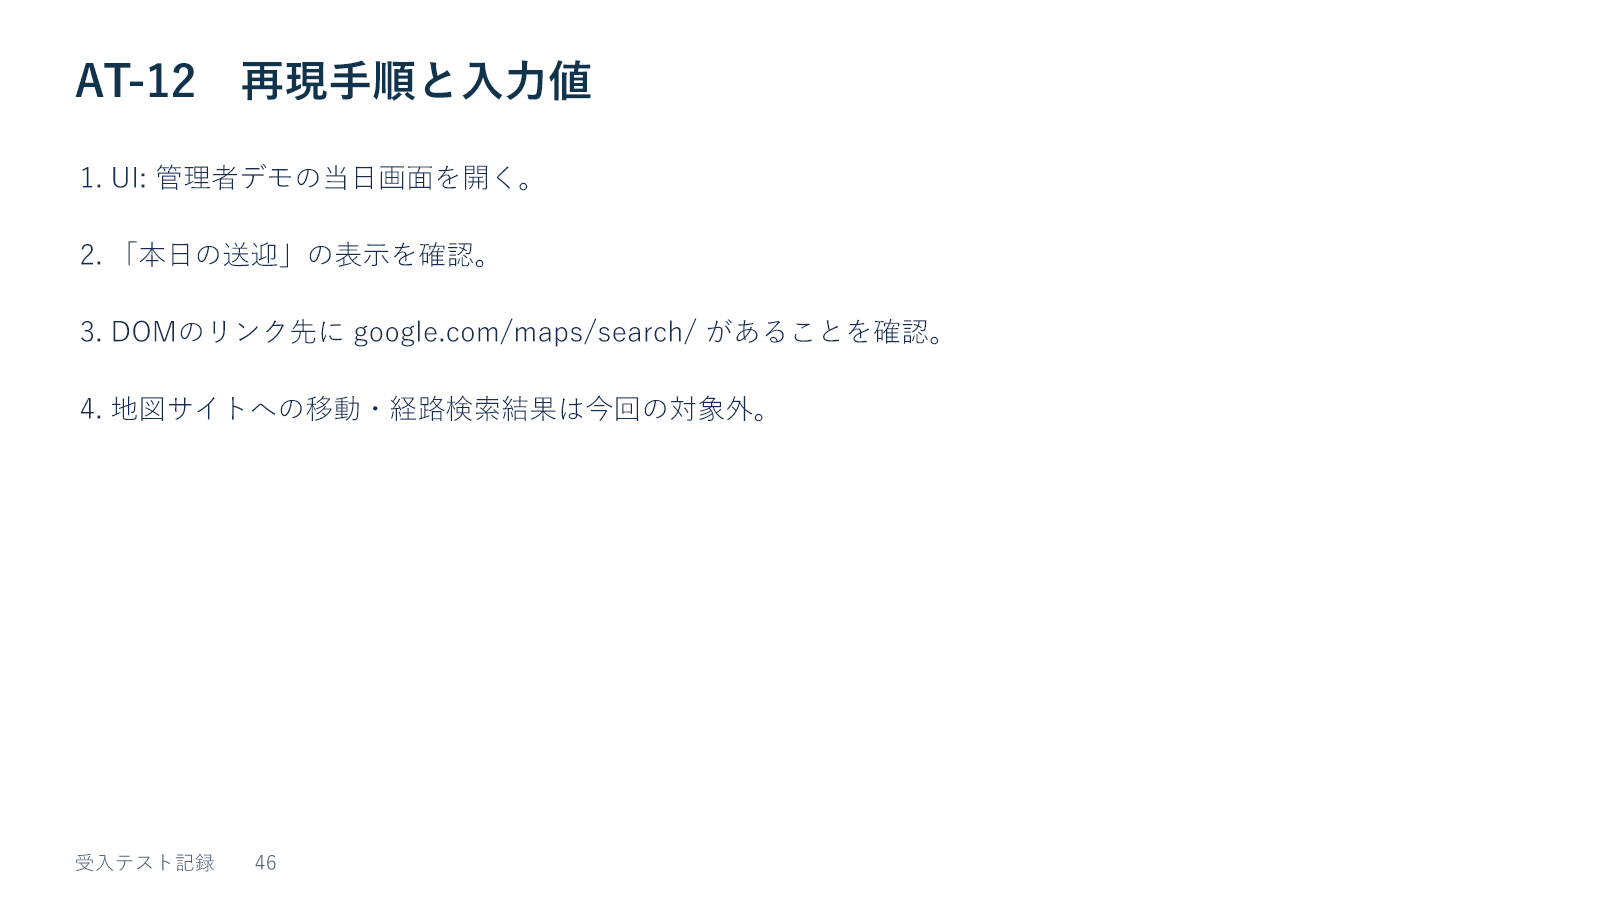 AT-12　再現手順と入力値
1. UI: 管理者デモの当日画面を開く。
2. 「本日の送迎」の表示を確認。
3. DOMのリンク先に google.com/maps/search/ があることを確認。
4. 地図サイトへの移動・経路検索結果は今回の対象外。
受入テスト記録　46